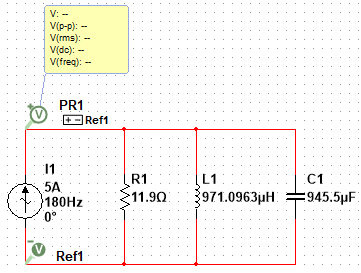 V: --
V(p-p): --
V(rms): --
V(dc): --
V(freq): --
V
PR1
Ref1
I1
5A
180Hz
0°
R1
11.9Ω
L1
971.0963µH
C1
945.5µF
V
Ref1